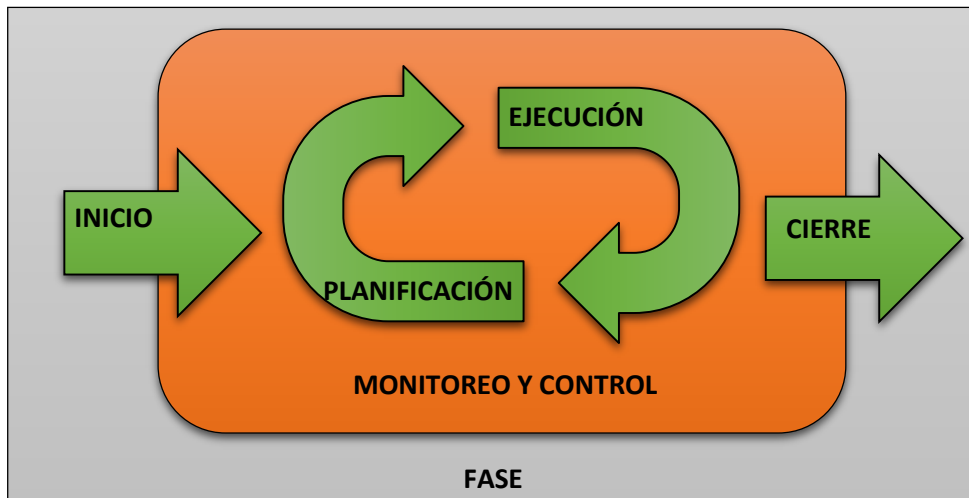 EJECUCIÓN
INICIO
CIERRE
PLANIFICACIÓN
MONITOREO Y CONTROL
FASE